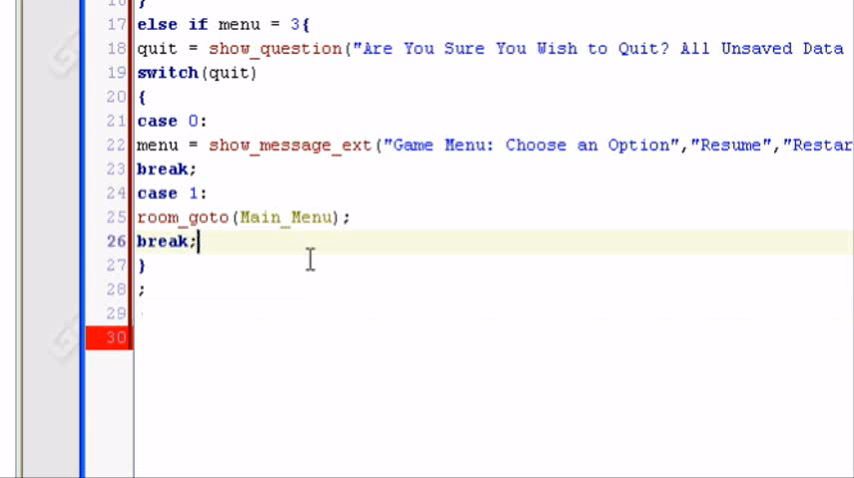 16 }
17 else if menu = 3{
18 quit = show_question("Are You Sure You Wish to Quit? All Unsaved Data
19 switch(quit)
20 {
21 case 0:
22 menu = show_message_ext("Game Menu: Choose an Option","Resume","Restar
23 break;
24 case 1:
25 room_goto(Main_Menu);
26 break;
27 }
28 ;
29
30